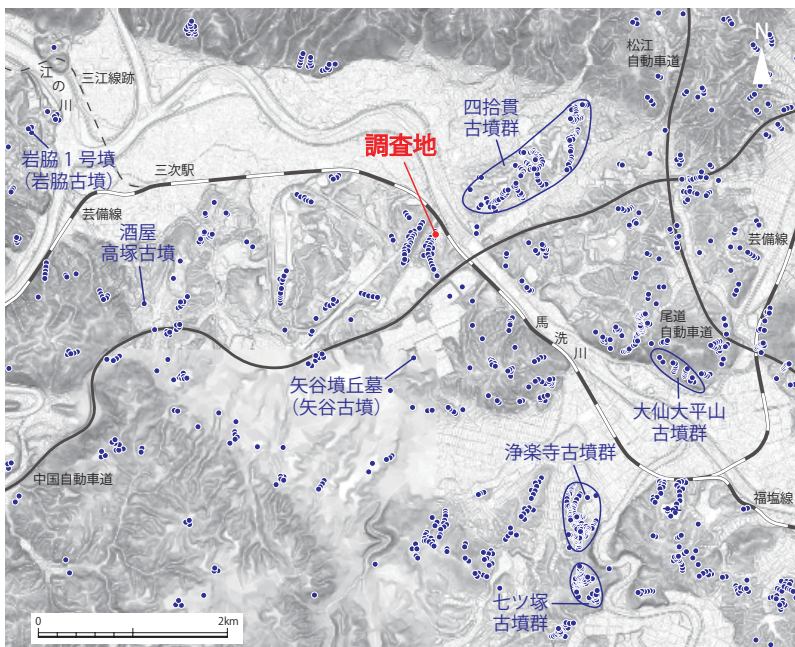 N
松江
自動車道
三江線跡
江の川
四拾貫
古墳群
調査地
岩脇1号墳
(岩脇古墳)
三次駅
芸備線
酒屋
高塚古墳
芸備線
馬洗川
尾道
自動車道
矢谷墳丘墓
(矢谷古墳)
大仙大平山
古墳群
浄楽寺古墳群
中国自動車道
福塩線
七ツ塚
古墳群
0
2km